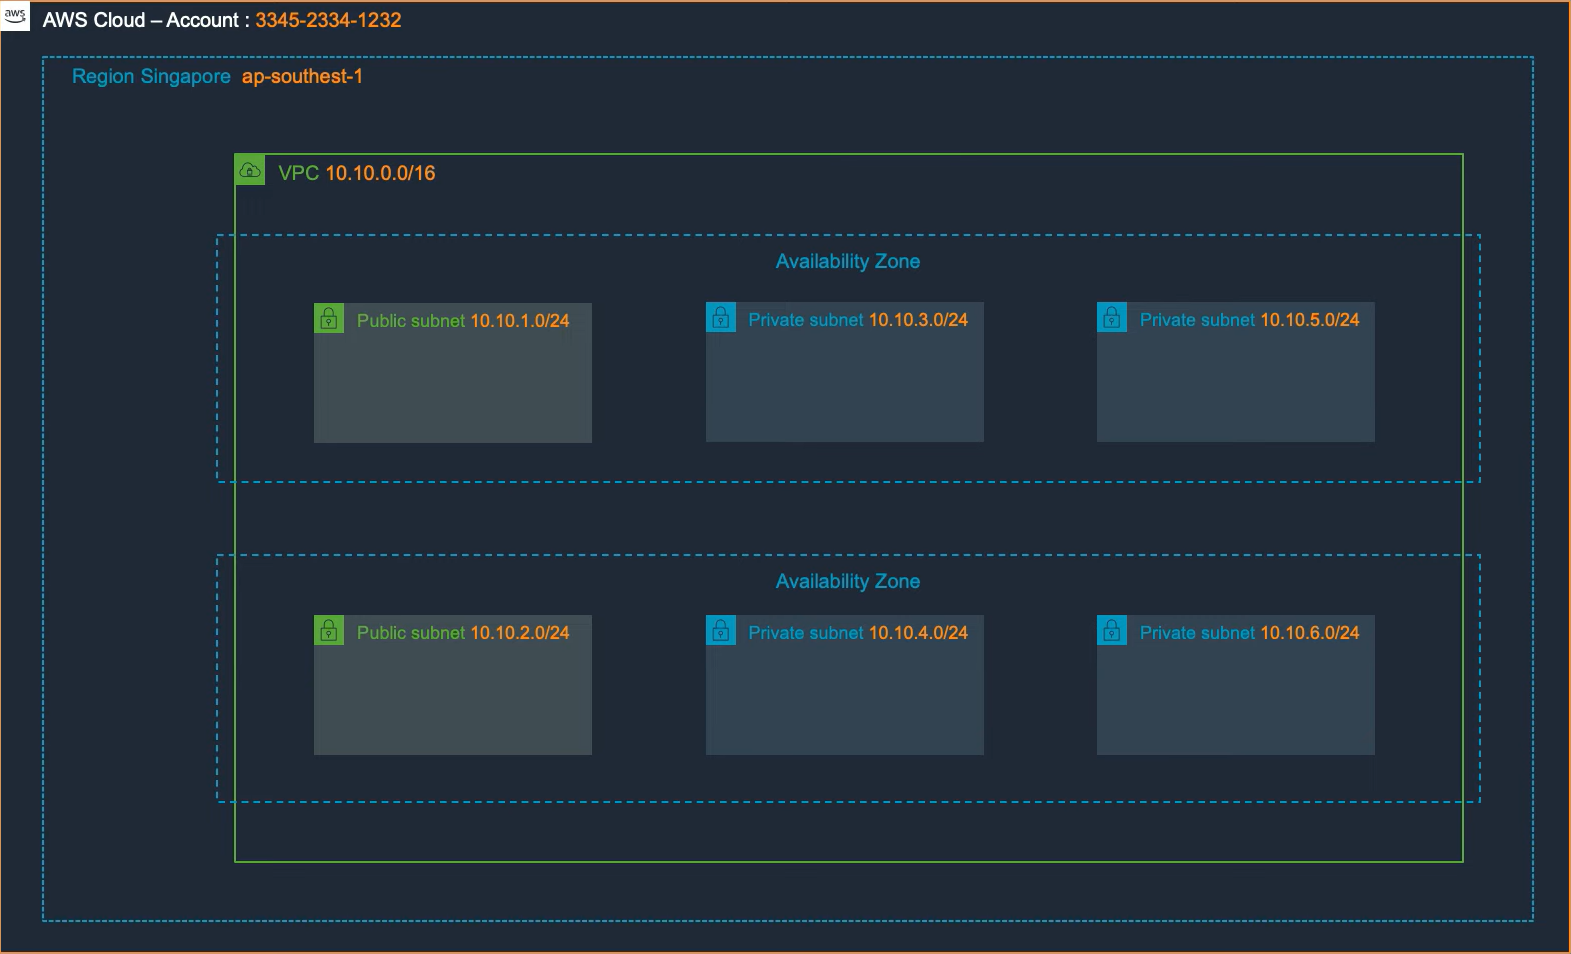 aws
AWS Cloud – Account : 3345-2334-1232
Region Singapore ap-southest-1
VPC 10.10.0.0/16
Availability Zone
Public subnet 10.10.1.0/24
Private subnet 10.10.3.0/24
Private subnet 10.10.5.0/24
Availability Zone
Public subnet 10.10.2.0/24
Private subnet 10.10.4.0/24
Private subnet 10.10.6.0/24